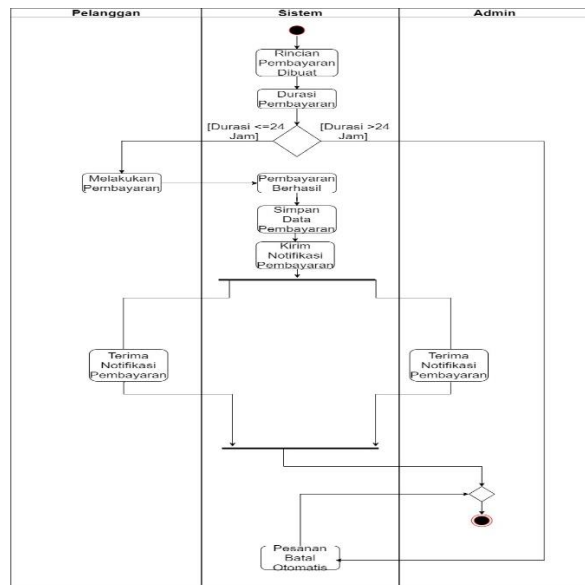 Pelanggan
Sistem
Admin
Rincian
Pembayaran
Dibuat
Durasi
Pembayaran
[Durasi <=24
Jam]
[Durasi >24
Jam]
Melakukan
Pembayaran
Pembayaran
Berhasil
Simpan
Data
Pembayaran
Kirim
Notifikasi
Pembayaran
Terima
Notifikasi
Pembayaran
Terima
Notifikasi
Pembayaran
Pesanan
Batal
Otomatis